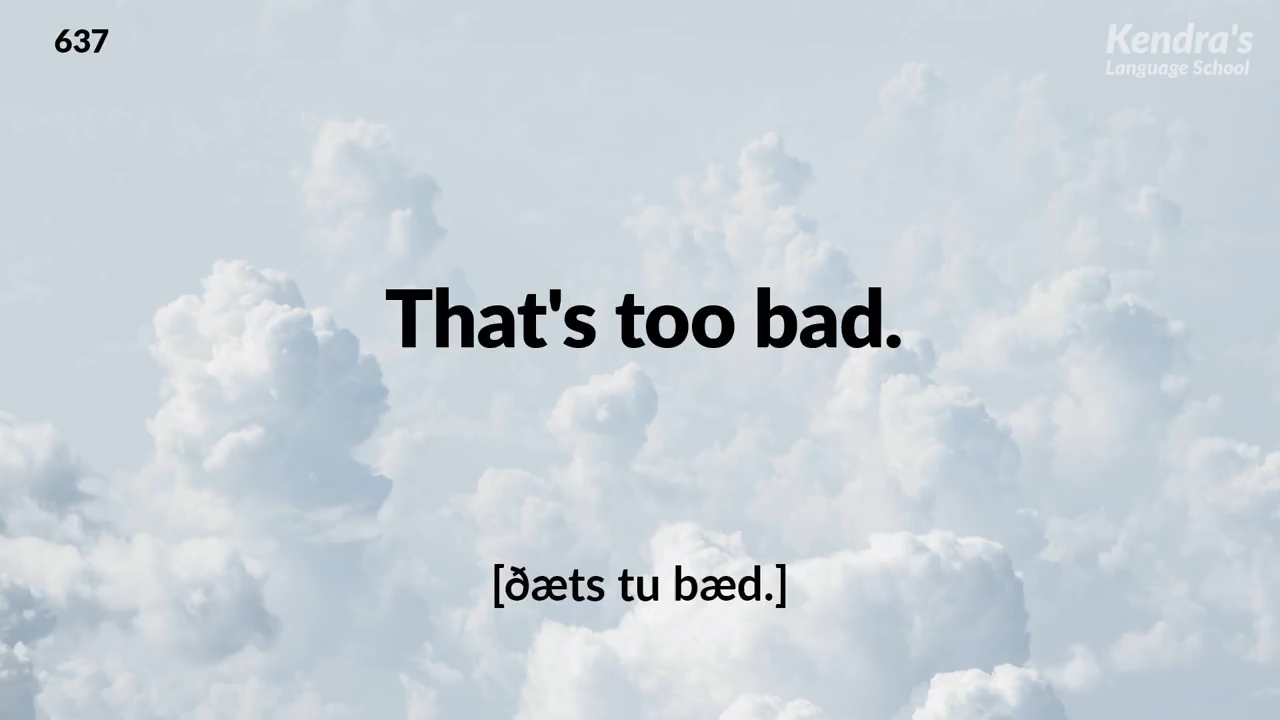 637
Kendra's
Language School
That's too bad.
[ðæts tu bæd.]